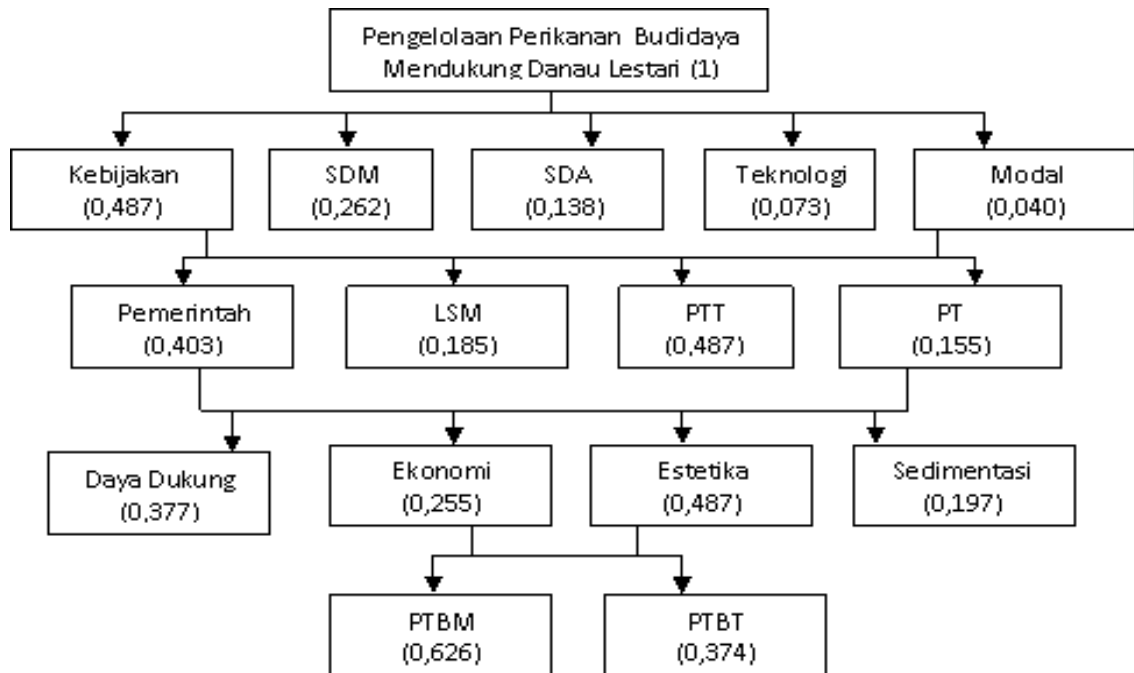 Pengelolaan Perikanan Budidaya
Mendukung Danau Lestari (1)
Kebijakan
(0,487)
SDM
(0,262)
SDA
(0,138)
Teknologi
(0,073)
Modal
(0,040)
Pemerintah
(0,403)
LSM
(0,185)
PTT
(0,487)
PT
(0,155)
Daya Dukung
(0,377)
Ekonomi
(0,255)
Estetika
(0,487)
Sedimentasi
(0,197)
PTBM
(0,626)
PTBT
(0,374)